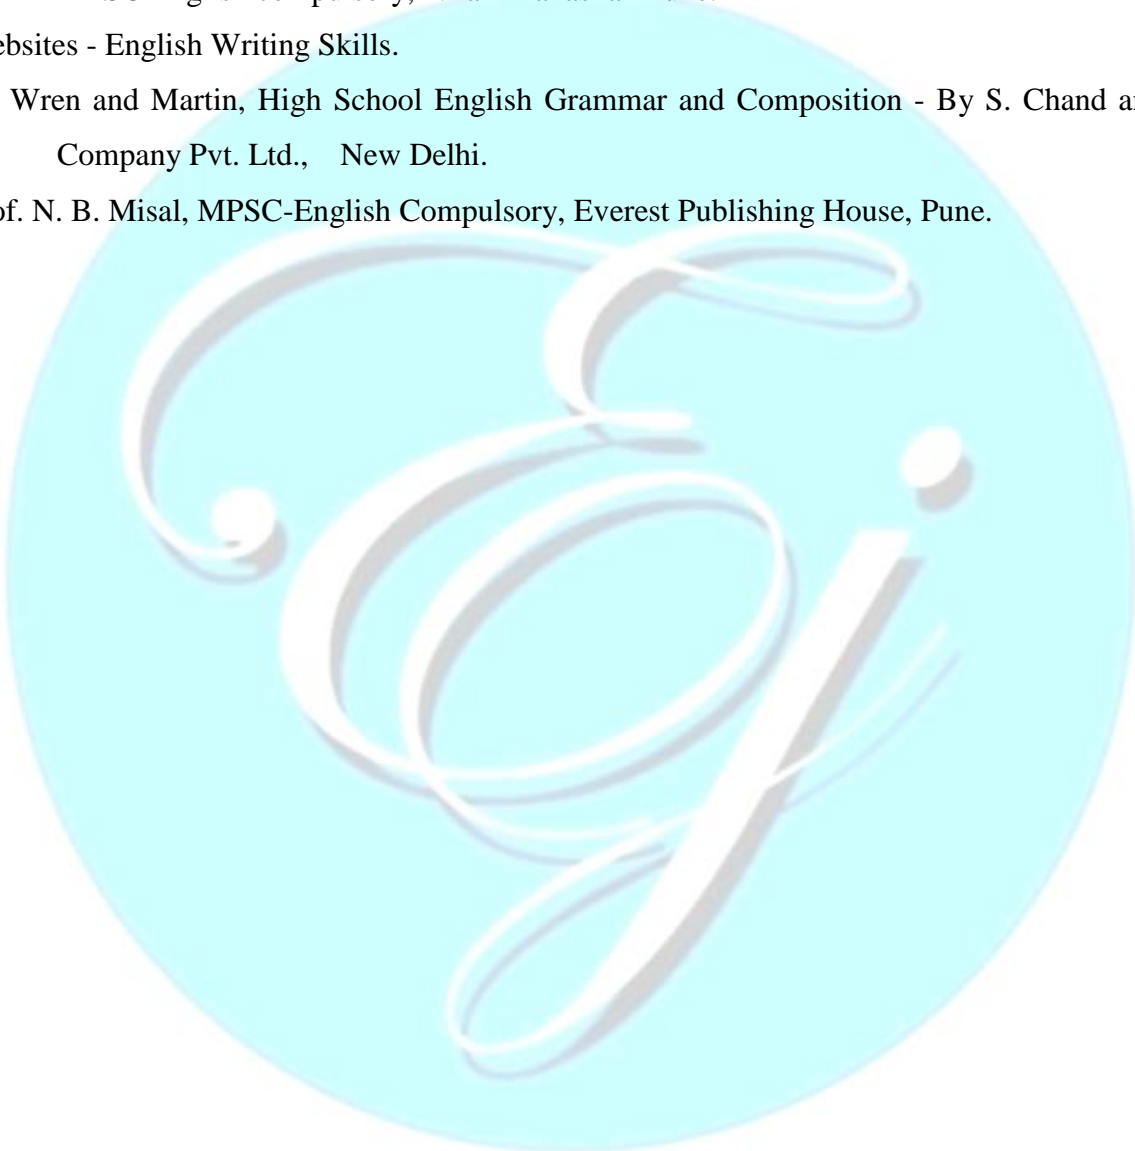 ebsites - English Writing Skills.
Wren and Martin, High School English Grammar and Composition - By S. Chand a
Company Pvt. Ltd., New Delhi.
of. N. B. Misal, MPSC-English Compulsory, Everest Publishing House, Pune.
Ej